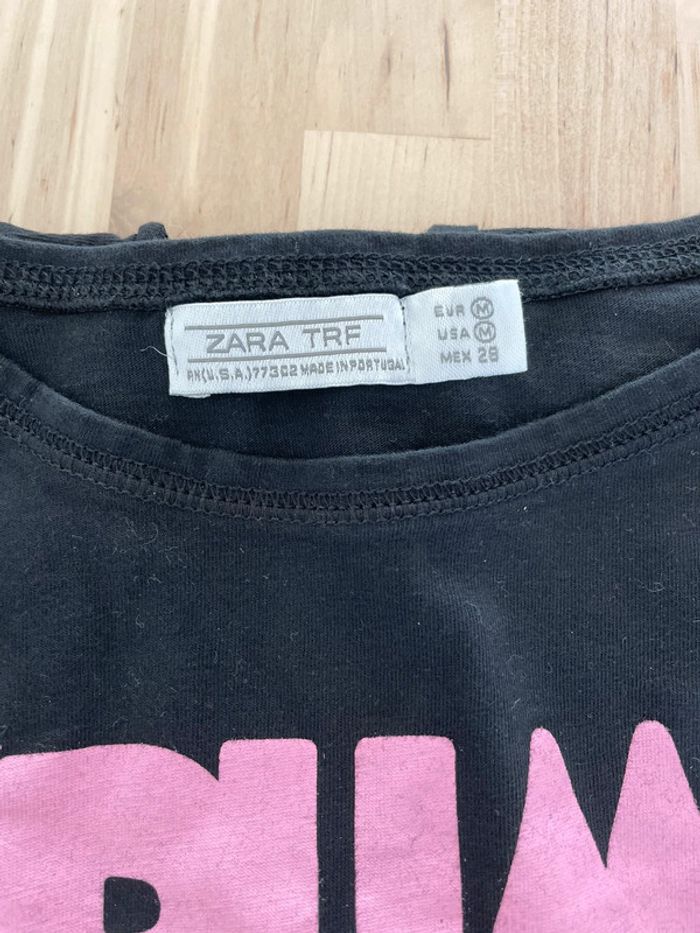 ZARA TRF
RN(U.S.A.)77302 MADE IN PORTUGAL
EUR M
USA M
MEX 28